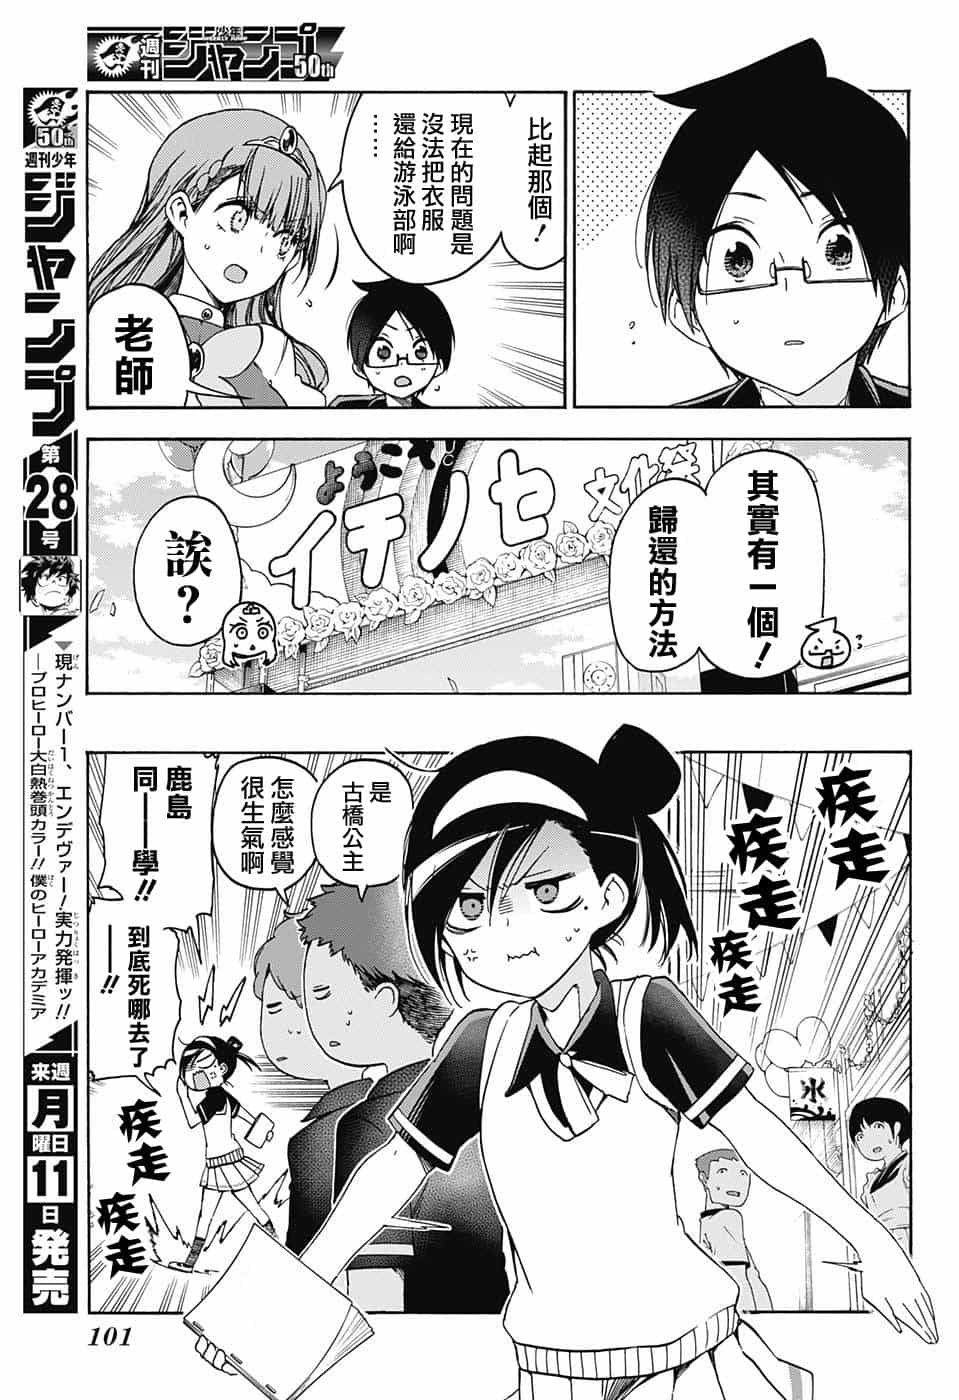 週刊少年ジャンプ50th
比起那個！
現在的問題是
沒法把衣服
還給游泳部啊
……
老師
其實有一個！
歸還的方法
誒？
ようこそ！
イチノセ
文化祭
疾走
疾走
疾走
氷
是
古橋公主
怎麼感覺
很生氣啊
鹿島
同——學！！
到底死哪去了
——！！
疾走
疾走
50th
週刊少年
ジャンプ
第28号
▼現ナンバー1、エンデヴァー！実力発揮ッ！！
—プロヒーロー大白熱巻頭カラー！！僕のヒーローアカデミア
来週
月
曜日
11
日
発売
101